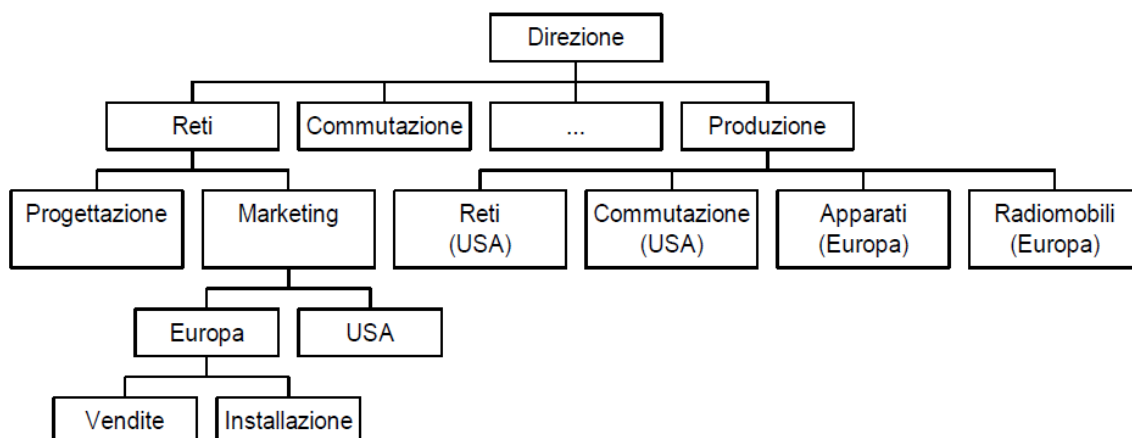 Direzione
Reti
Commutazione
...
Produzione
Progettazione
Marketing
Reti
(USA)
Commutazione
(USA)
Apparati
(Europa)
Radiomobili
(Europa)
Europa
USA
Vendite
Installazione